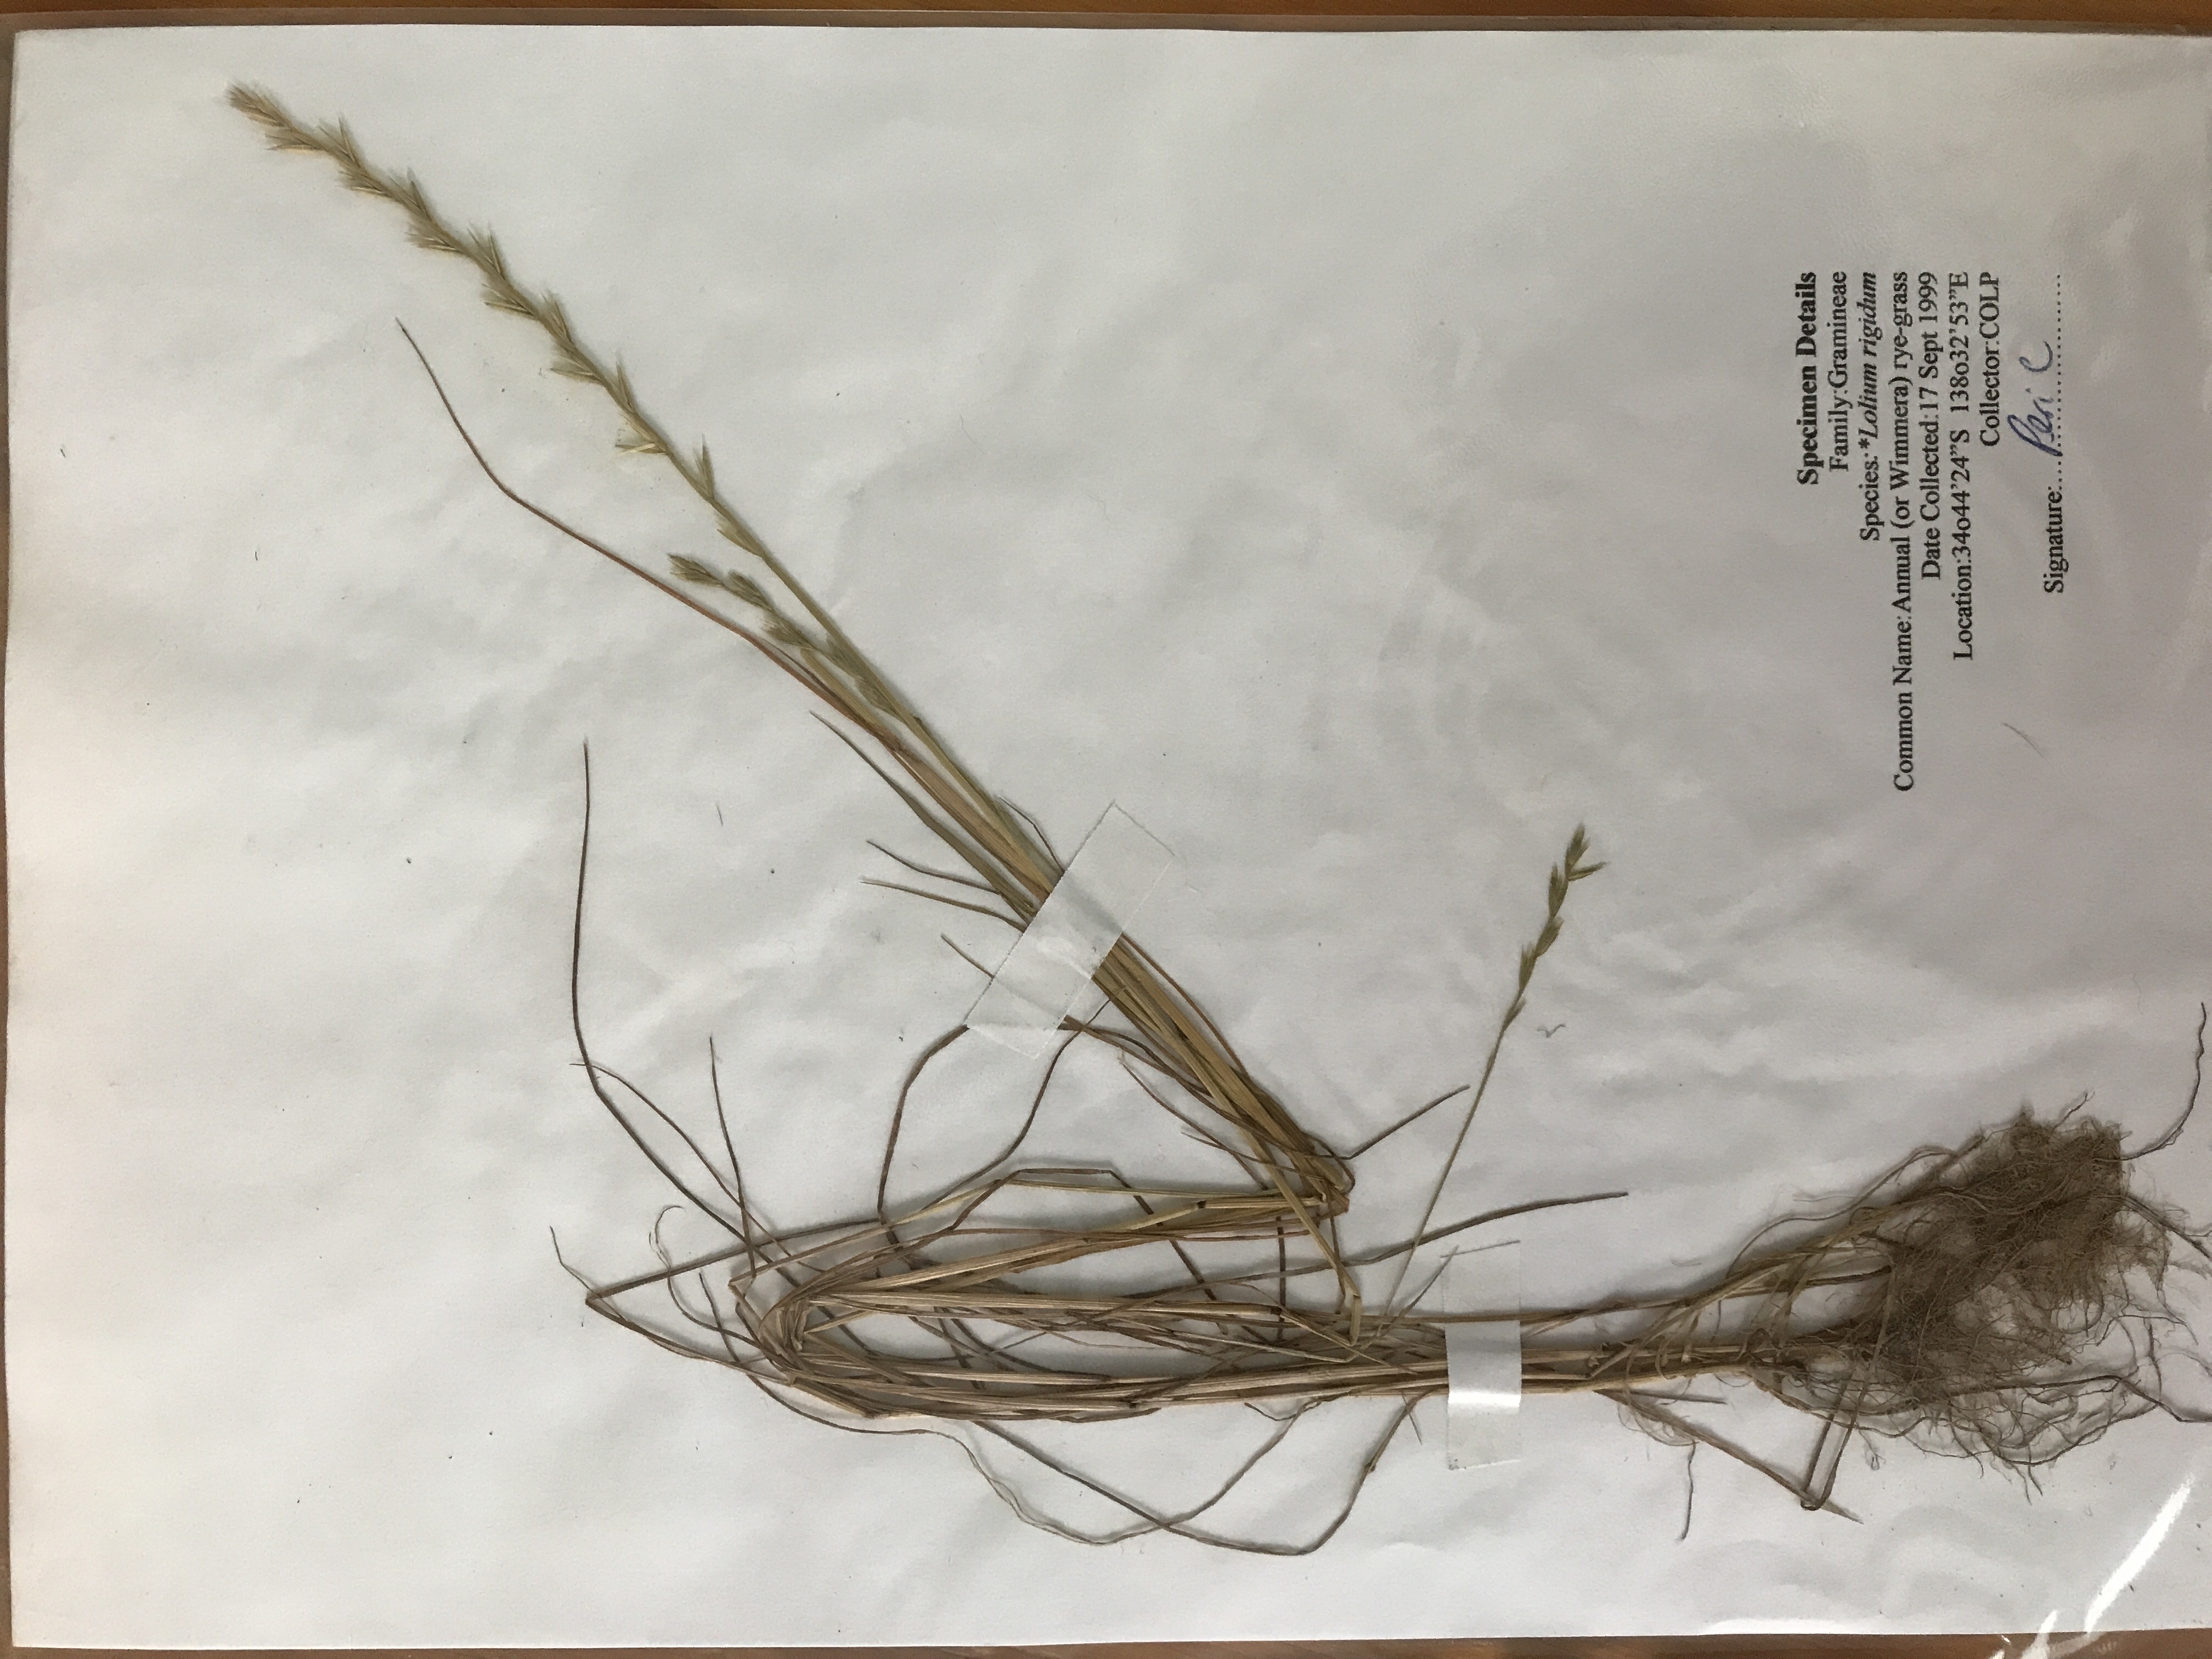 Specimen Details
Family:Gramineae
Species:*Lolium rigidum
Common Name:Annual (or Wimmera) rye-grass
Date Collected:17 Sept 1999
Location:34o44’24”S 138o32’53”E
Collector:COLP
Signature:....Peri C..........